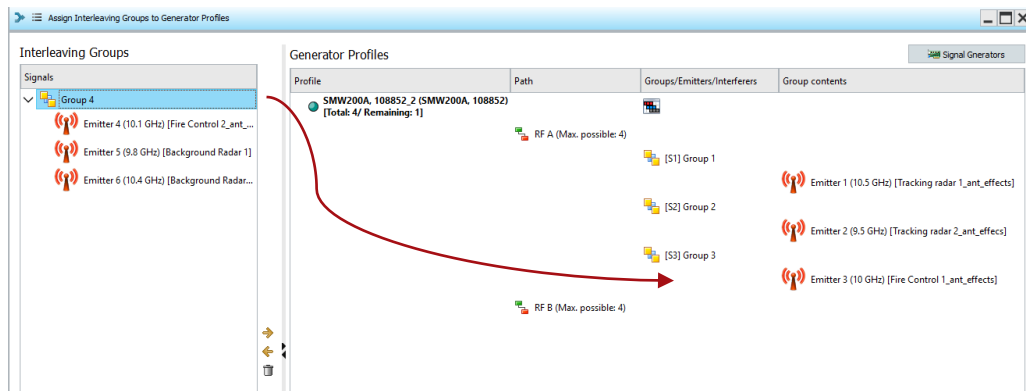 Assign Interleaving Groups to Generator Profiles
Interleaving Groups
Signals
Group 4
Emitter 4 (10.1 GHz) [Fire Control 2_ant_...
Emitter 5 (9.8 GHz) [Background Radar 1]
Emitter 6 (10.4 GHz) [Background Radar...
Generator Profiles
Signal Gnerators
Profile Path Groups/Emitters/Interferers Group contents
SMW200A, 108852_2 (SMW200A, 108852)
[Total: 4/ Remaining: 1]
RF A (Max. possible: 4)
[S1] Group 1
Emitter 1 (10.5 GHz) [Tracking radar 1_ant_effects]
[S2] Group 2
Emitter 2 (9.5 GHz) [Tracking radar 2_ant_effecs]
[S3] Group 3
Emitter 3 (10 GHz) [Fire Control 1_ant_effects]
RF B (Max. possible: 4)